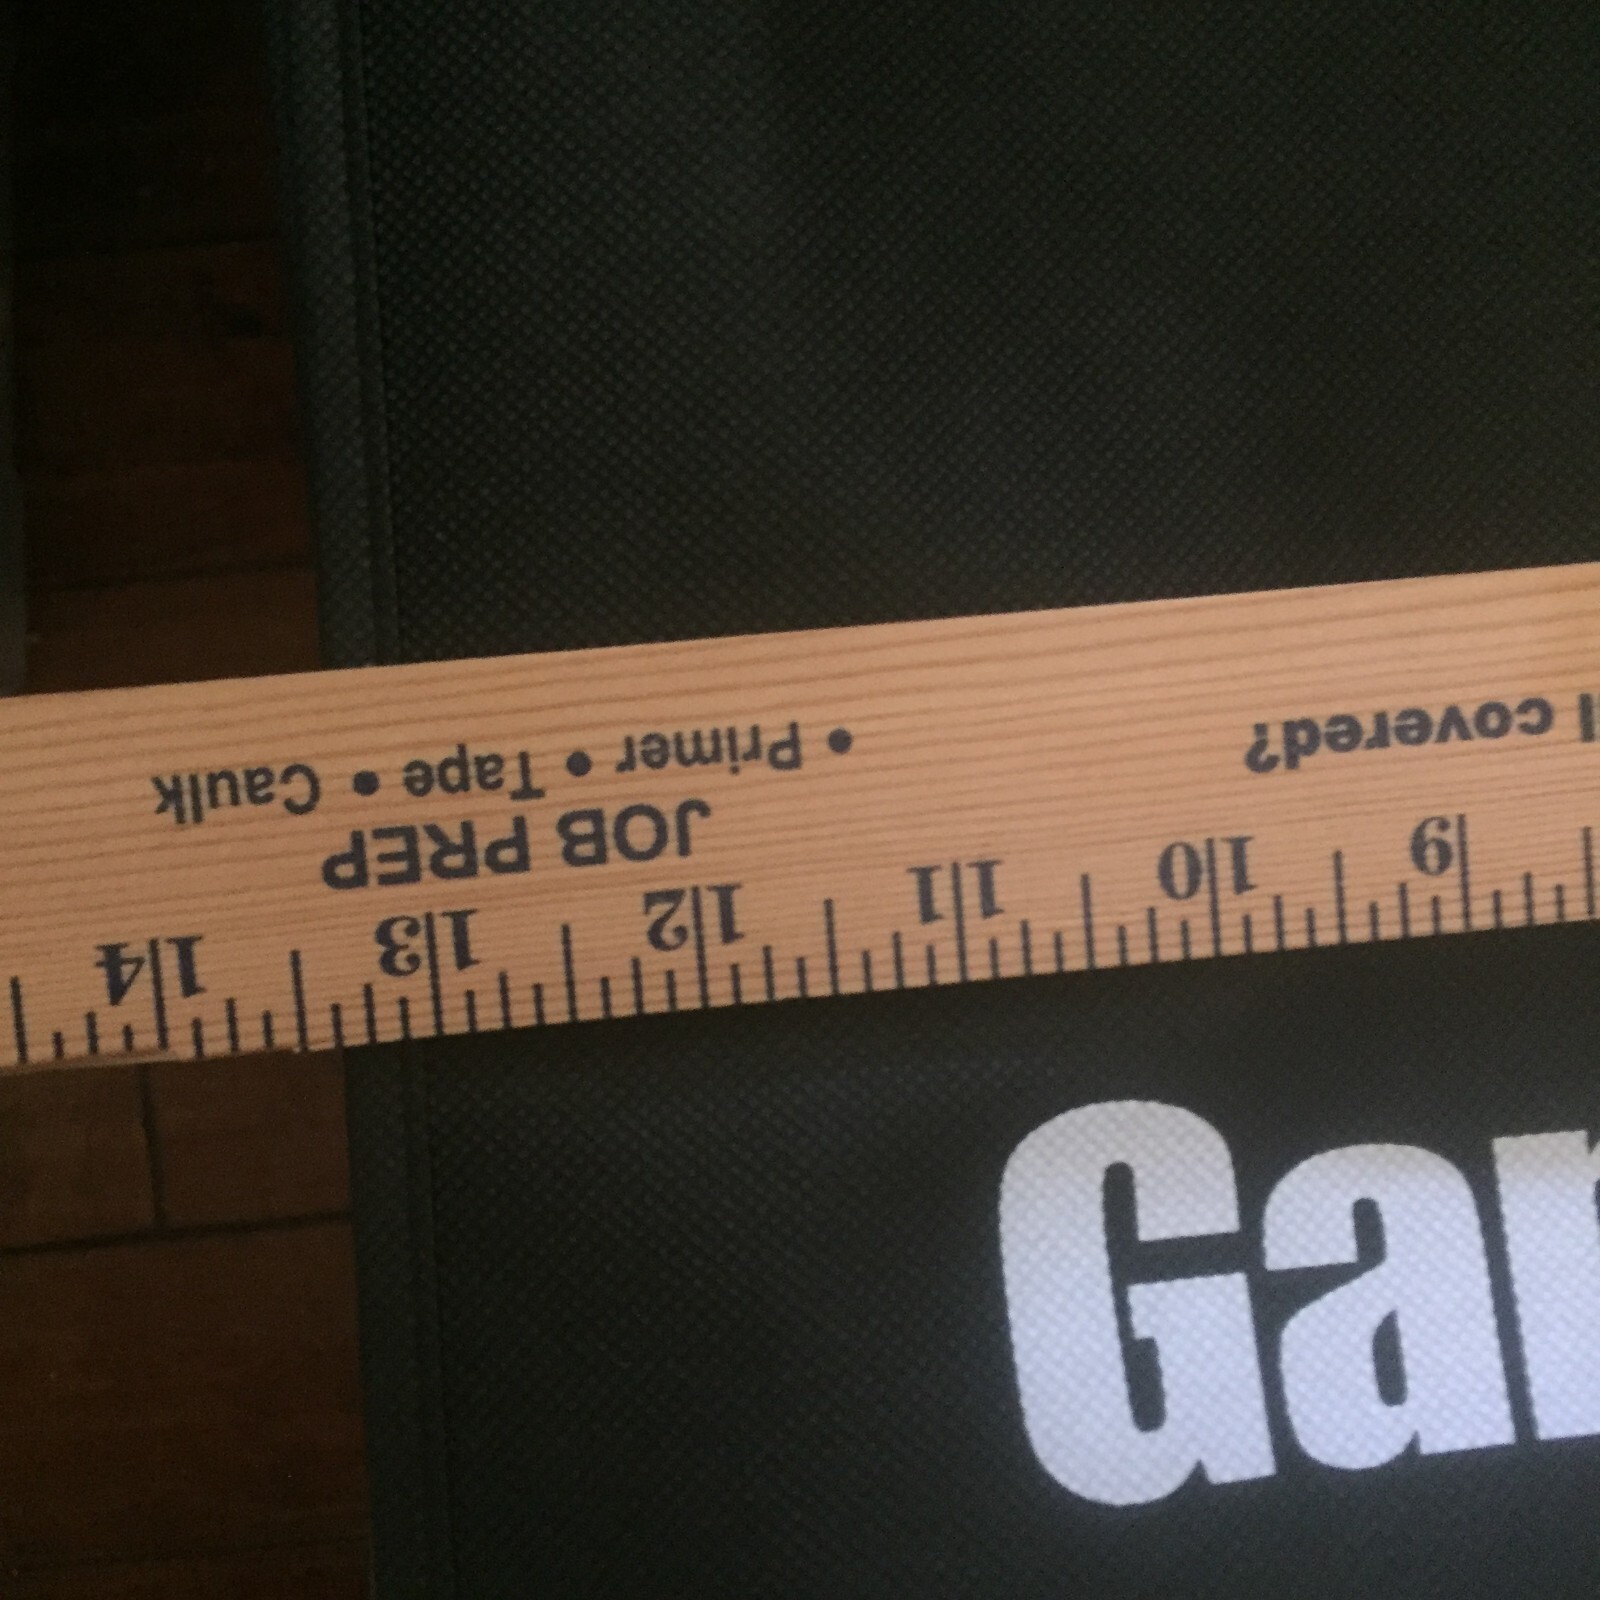 l covered?
• Primer • Tape • Caulk
JOB PREP
9 10 11 12 13 14
Gar